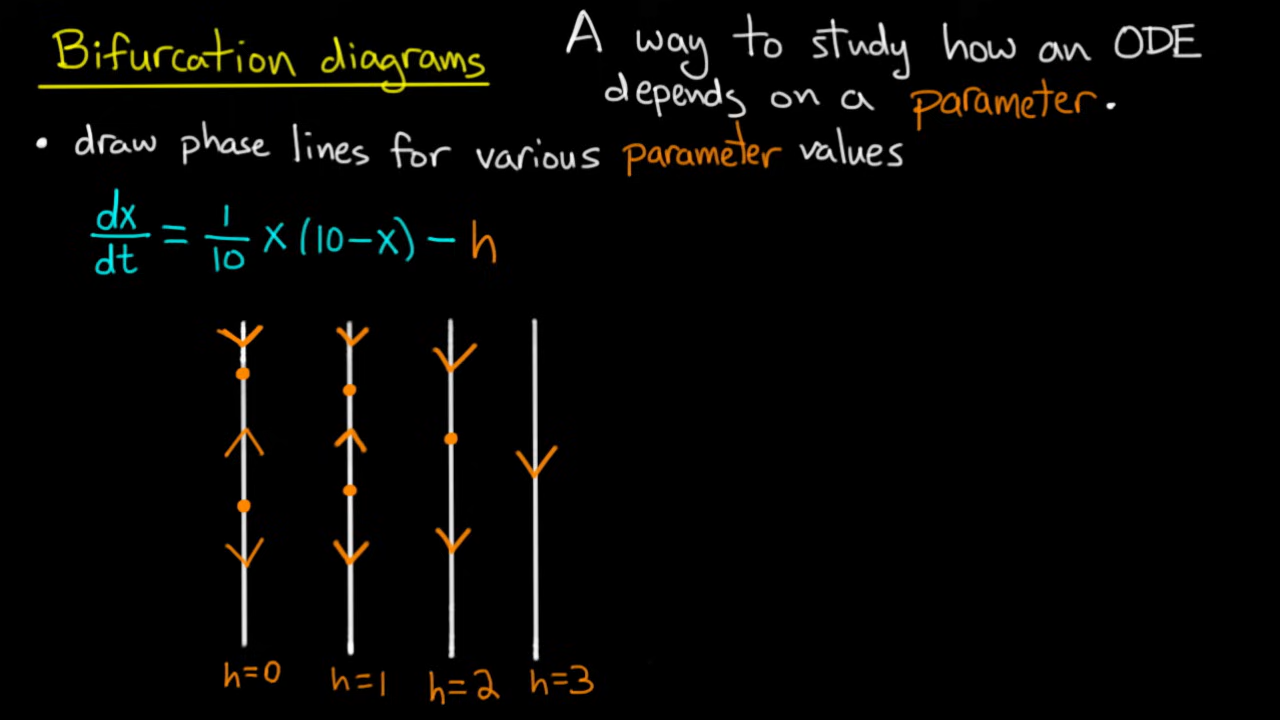 Bifurcation diagrams
A way to study how an ODE
depends on a parameter.
• draw phase lines for various parameter values
dx/dt = 1/10 x (10-x) - h
h=0 h=1 h=2 h=3